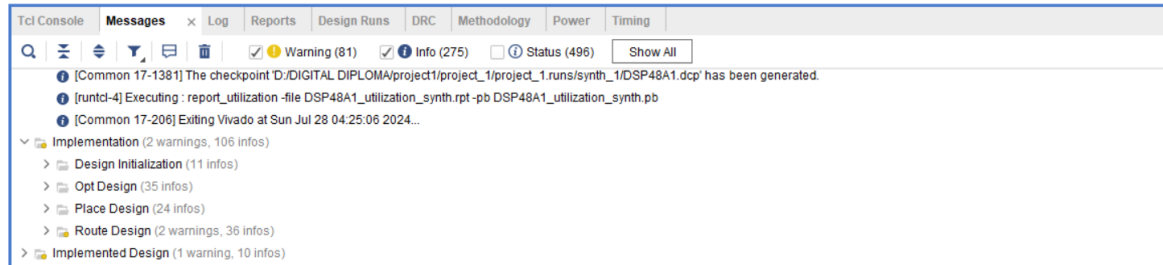 Tcl Console Messages × Log Reports Design Runs DRC Methodology Power Timing
Warning (81) Info (275) Status (496) Show All
[Common 17-1381] The checkpoint 'D:/DIGITAL DIPLOMA/project1/project_1/project_1.runs/synth_1/DSP48A1.dcp' has been generated.
[runtcl-4] Executing : report_utilization -file DSP48A1_utilization_synth.rpt -pb DSP48A1_utilization_synth.pb
[Common 17-206] Exiting Vivado at Sun Jul 28 04:25:06 2024...
Implementation (2 warnings, 106 infos)
Design Initialization (11 infos)
Opt Design (35 infos)
Place Design (24 infos)
Route Design (2 warnings, 36 infos)
Implemented Design (1 warning, 10 infos)